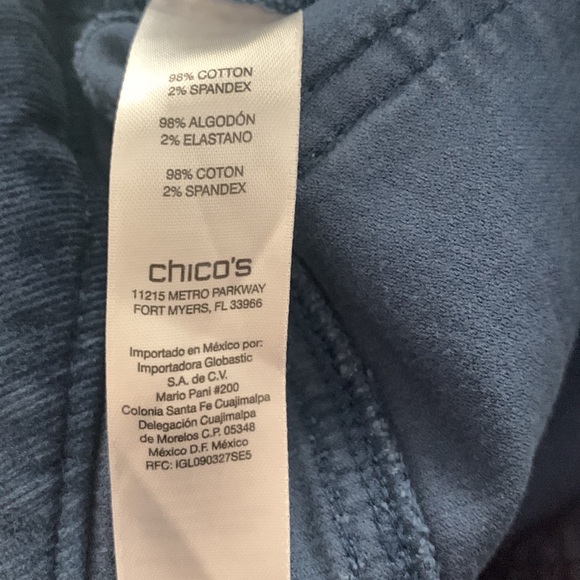 98% COTTON
2% SPANDEX
98% ALGODÓN
2% ELASTANO
98% COTON
2% SPANDEX
chico's
11215 METRO PARKWAY
FORT MYERS, FL 33966
Importado en México por:
Importadora Globastic
S.A. de C.V.
Mario Pani #200
Colonia Santa Fe Cuajimalpa
Delegación Cuajimalpa
de Morelos C.P. 05348
México D.F. México
RFC: IGL090327SE5